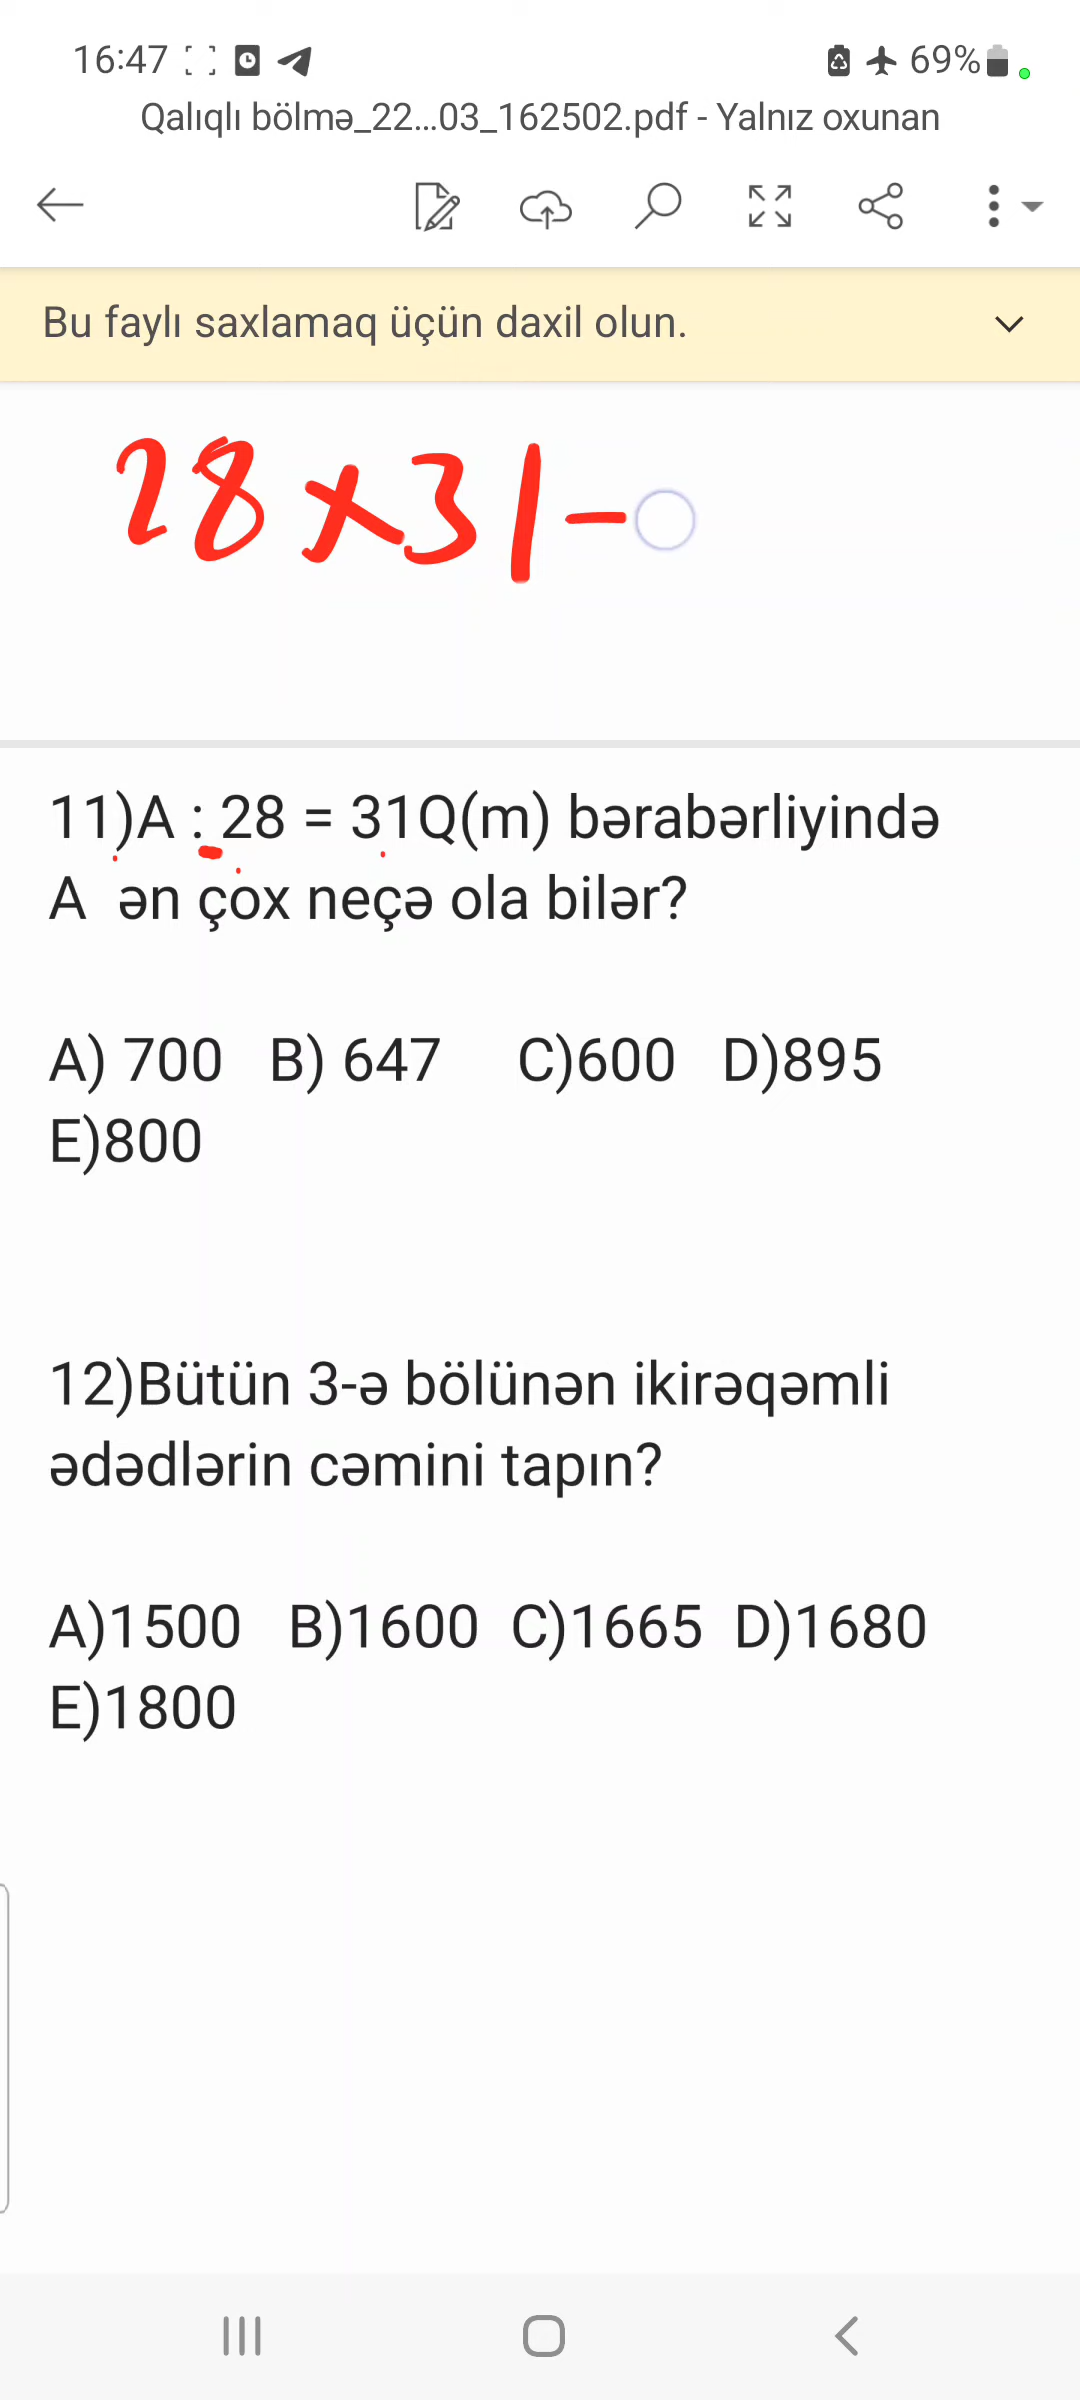 16:47 69%
Qalıqlı bölmə_22...03_162502.pdf - Yalnız oxunan
Bu faylı saxlamaq üçün daxil olun.
28x31-
11)A : 28 = 31Q(m) bərabərliyində
A ən çox neçə ola bilər?
A) 700 B) 647 C)600 D)895
E)800
12)Bütün 3-ə bölünən ikirəqəmli
ədədlərin cəmini tapın?
A)1500 B)1600 C)1665 D)1680
E)1800